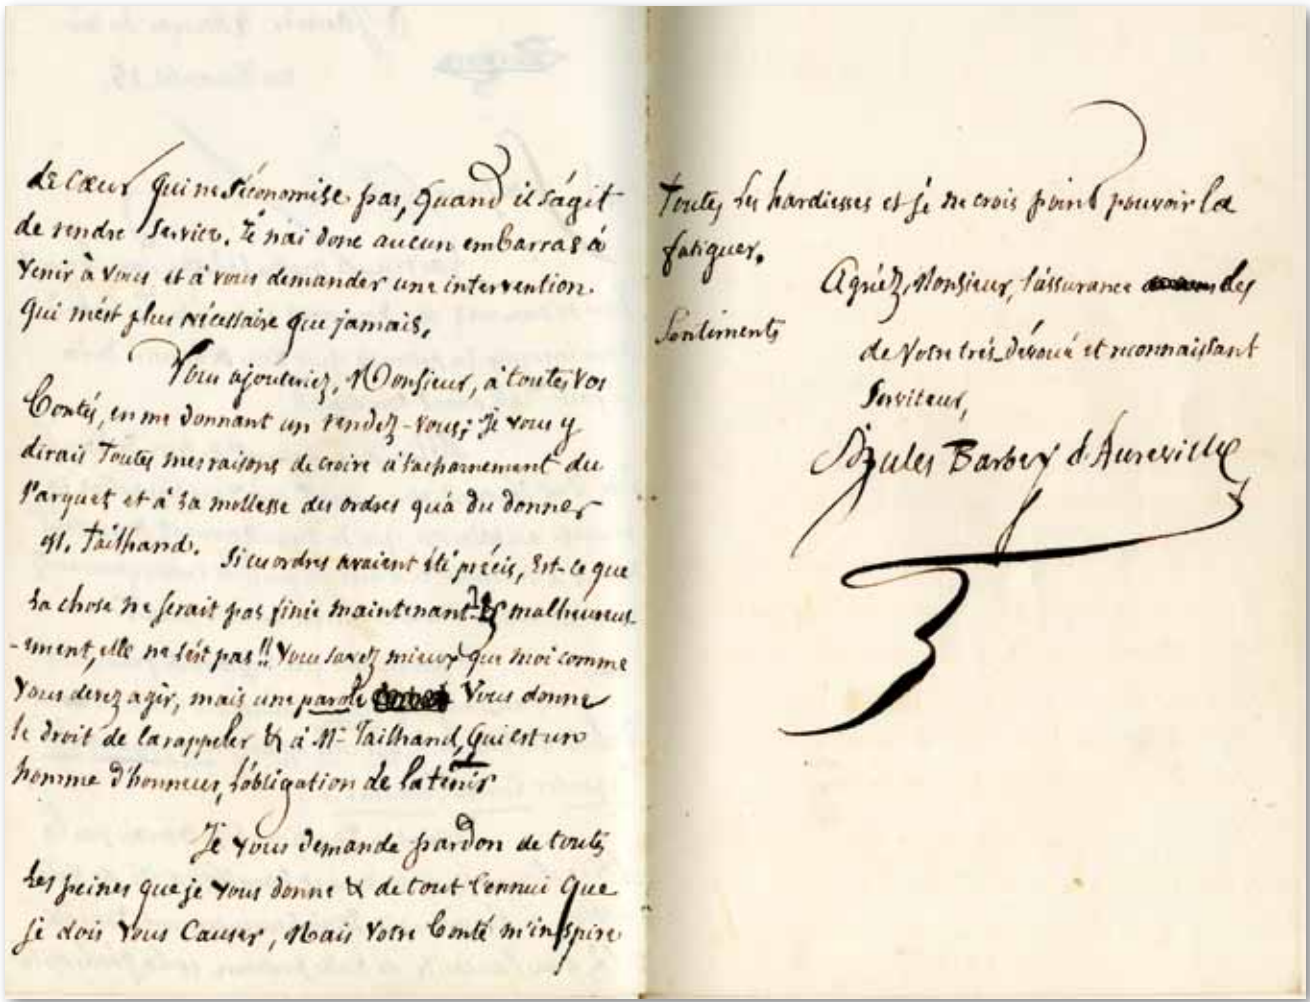 de cœur qui ne s'économise pas, quand il s'agit
de rendre service. Je n'ai donc aucun embarras à
venir à vous et à vous demander une intervention
qui m'est plus nécessaire que jamais.
Vous ajouteriez, Monsieur, à toutes vos
bontés, en me donnant un rendez-vous; je vous y
dirais toutes mes raisons de croire à l'acharnement du
Parquet et à la mollesse des ordres qu'a du donner
M. Tailhand.
Si ces ordres avaient été précis, Est-ce que
la chose ne serait pas finie maintenant? & malheureus-
-ement, elle ne l'est pas!! Vous savez mieux que moi comme
vous devez agir, mais une parole Vous donne
le droit de la rappeler & à Mr Tailhand, qui est un
homme d'honneur, l'obligation de la tenir
Je vous demande pardon de toutes
les peines que je vous donne & de tout l'ennui que
je dois vous causer, Mais votre bonté m'inspire
toutes les hardiesses et je ne crois point pouvoir la
fatiguer.
Agréez, Monsieur, l'assurance des
sentiments
de Votre très dévoué et reconnaissant
Serviteur,
Jules Barbey d'Aurevilly